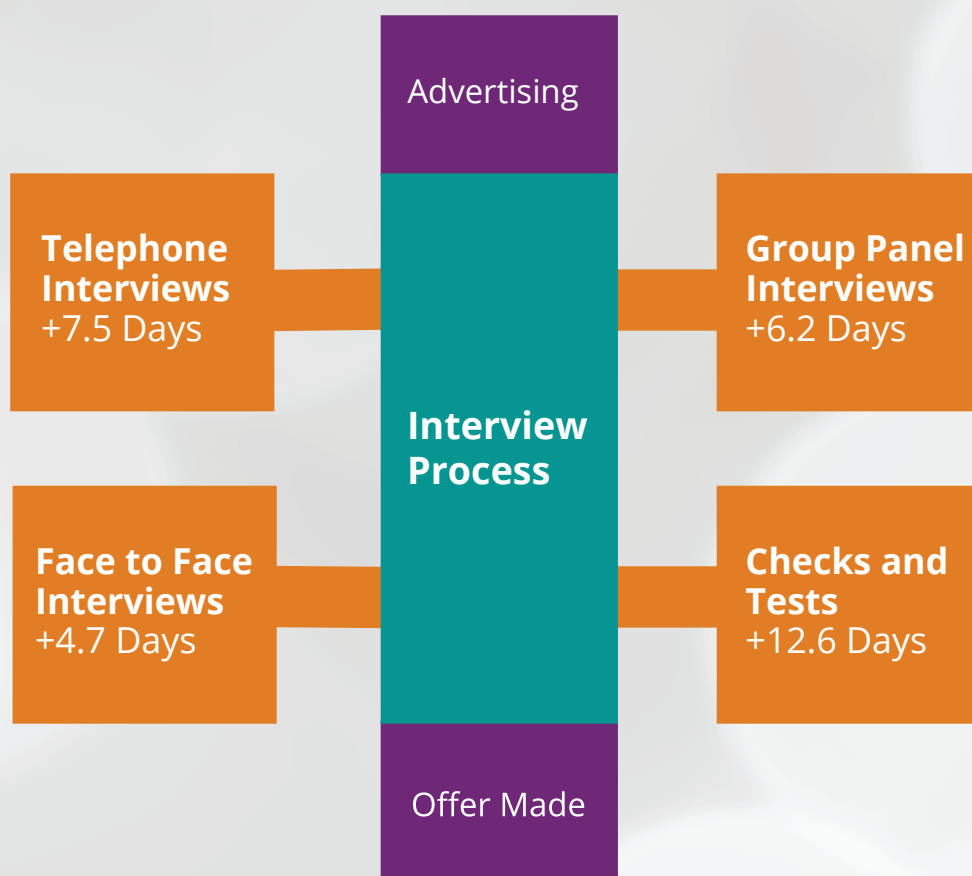 Advertising
Telephone
Interviews
+7.5 Days
Group Panel
Interviews
+6.2 Days
Interview
Process
Face to Face
Interviews
+4.7 Days
Checks and
Tests
+12.6 Days
Offer Made